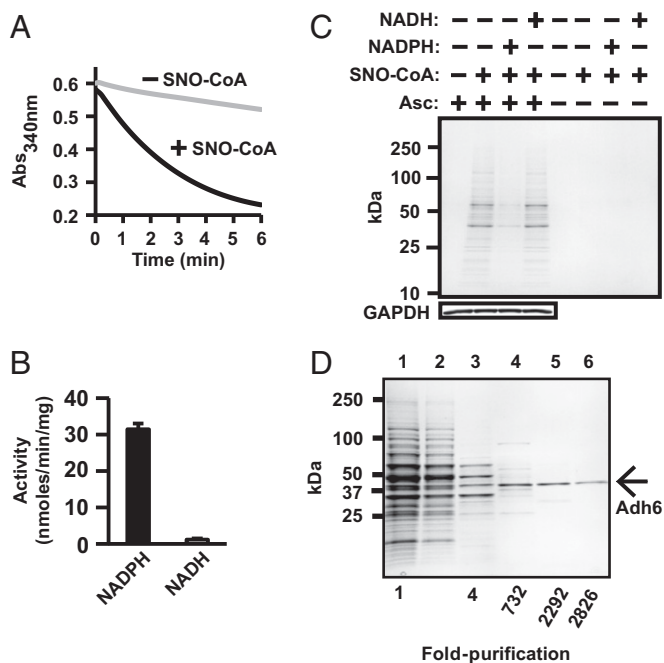 A
Abs340nm
0.6
0.5
0.4
0.3
0.2
− SNO-CoA
+ SNO-CoA
0 1 2 3 4 5 6
Time (min)
B
Activity
(nmoles/min/mg)
40
30
20
10
0
NADPH NADH
C
NADH: − − − + − − − +
NADPH: − − + − − − + −
SNO-CoA: − + + + − + + +
Asc: + + + + − − − −
kDa
250
100
50
25
10
GAPDH
D
1 2 3 4 5 6
kDa
250
100
50
37
25
Adh6
1 4 732 2292 2826
Fold-purification